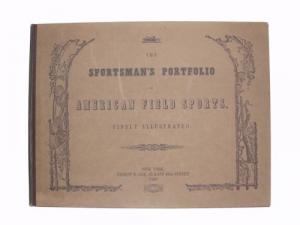 THE
SPORTSMAN'S PORTFOLIO
OF
AMERICAN FIELD SPORTS.
FINELY ILLUSTRATED.
NEW YORK,